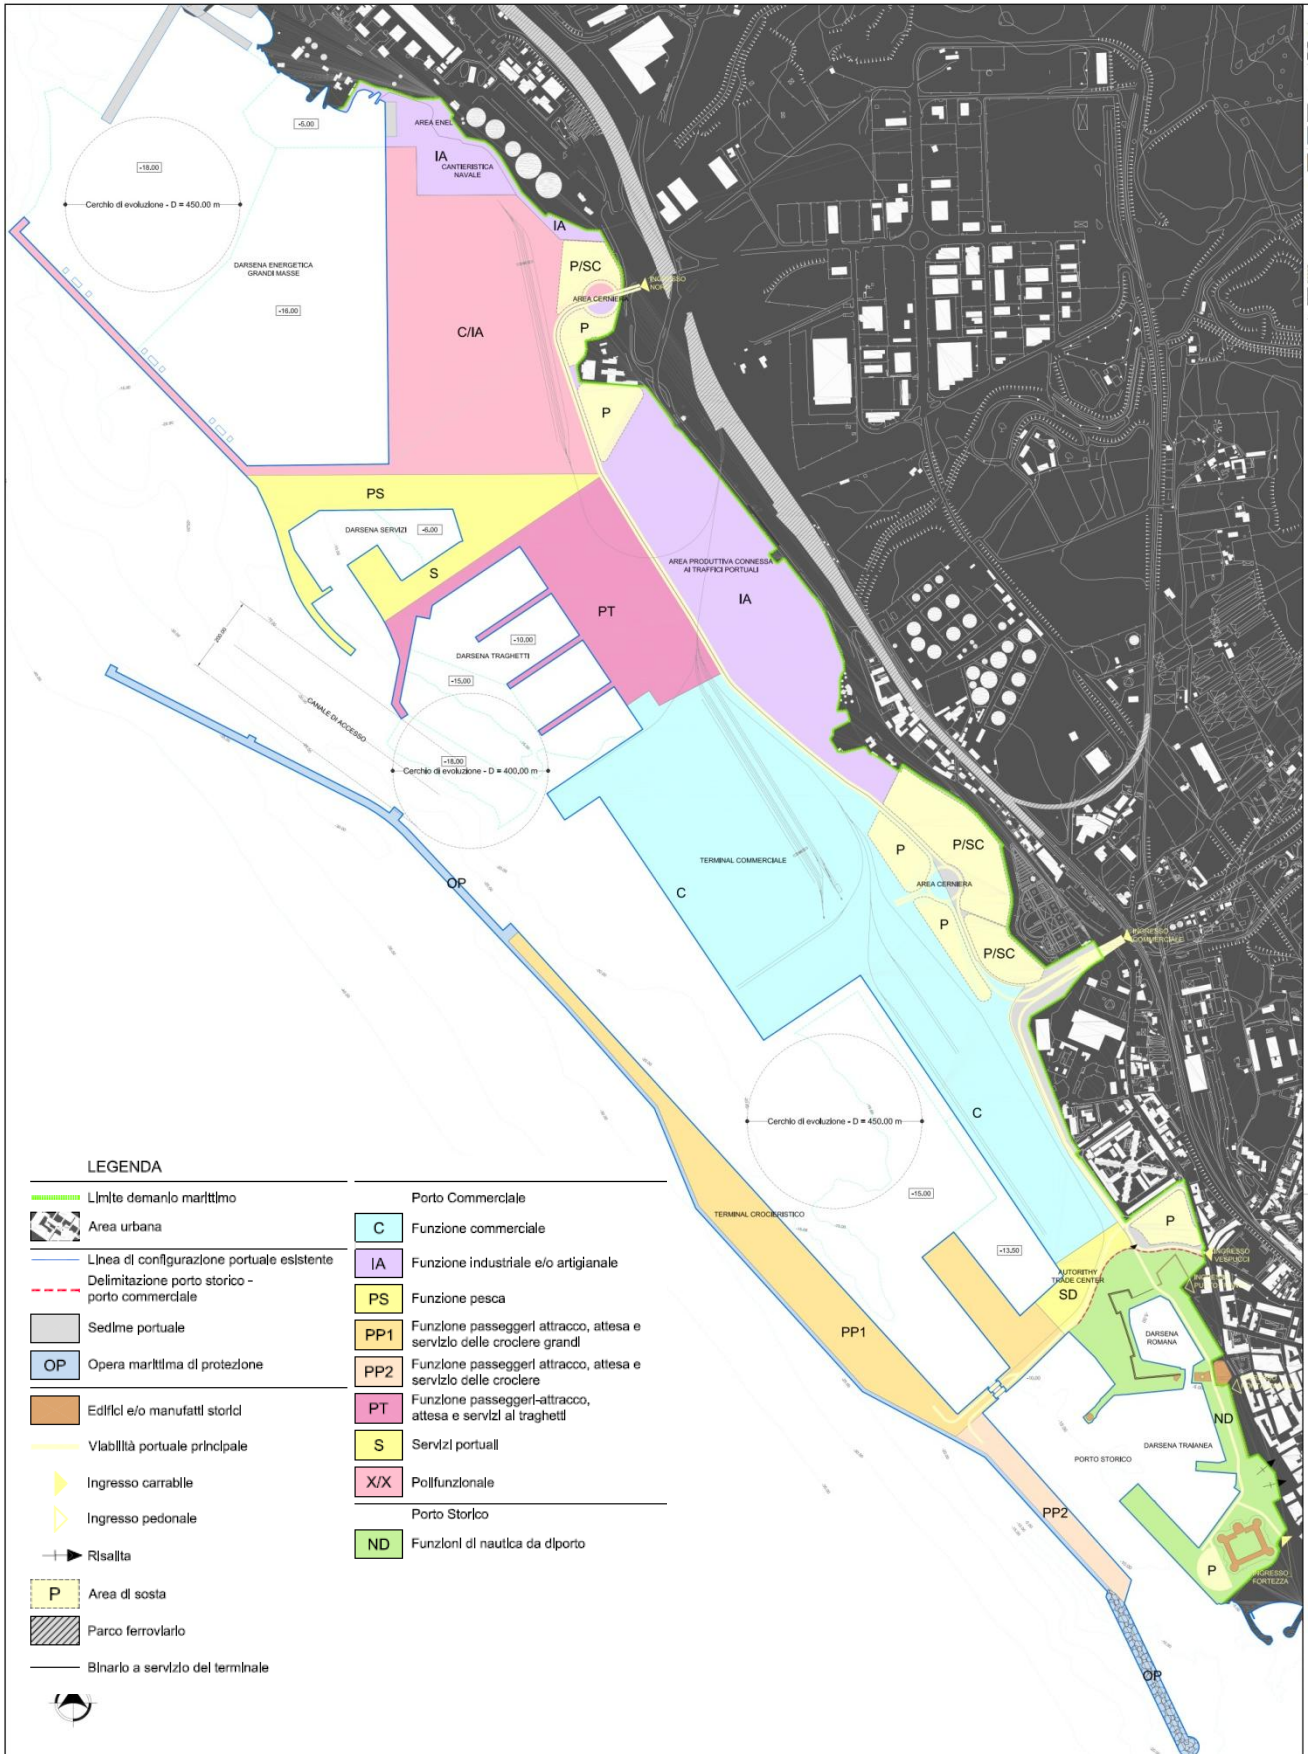 AREA ENEL
IA
CANTIERISTICA
NAVALE
-5,00
-18,00
Cerchio di evoluzione - D = 450,00 m
IA
P/SC
INGRESSO
NORD
AREA CERNIERA
P
DARSENA ENERGETICA
GRANDI MASSE
-16,00
C/IA
P
PS
DARSENA SERVIZI
-6,00
S
AREA PRODUTTIVA CONNESSA
AI TRAFFICI PORTUALI
IA
PT
-10,00
DARSENA TRAGHETTI
-15,00
200,00
CANALE DI ACCESSO
-18,00
Cerchio di evoluzione - D = 400,00 m
P/SC
P
TERMINAL COMMERCIALE
AREA CERNIERA
OP
C
P
P/SC
INGRESSO
COMMERCIALE
Cerchio di evoluzione - D = 450,00 m
C
-15,00
TERMINAL CROCIERISTICO
P
-13,50
INGRESSO
VESPUCCI
AUTORITHY
TRADE CENTER
SD
PP1
DARSENA
ROMANA
ND
DARSENA TRAIANEA
PORTO STORICO
PP2
P
INGRESSO
FORTEZZA
OP
LEGENDA
Limite demanio marittimo
Area urbana
Linea di configurazione portuale esistente
Delimitazione porto storico -
porto commerciale
Sedime portuale
OP Opera marittima di protezione
Edifici e/o manufatti storici
Viabilità portuale principale
Ingresso carrabile
Ingresso pedonale
Risalita
P Area di sosta
Parco ferroviario
Binario a servizio del terminale
Porto Commerciale
C Funzione commerciale
IA Funzione industriale e/o artigianale
PS Funzione pesca
PP1 Funzione passeggeri attracco, attesa e
servizio delle crociere grandi
PP2 Funzione passeggeri attracco, attesa e
servizio delle crociere
PT Funzione passeggeri-attracco,
attesa e servizi ai traghetti
S Servizi portuali
X/X Polifunzionale
Porto Storico
ND Funzioni di nautica da diporto